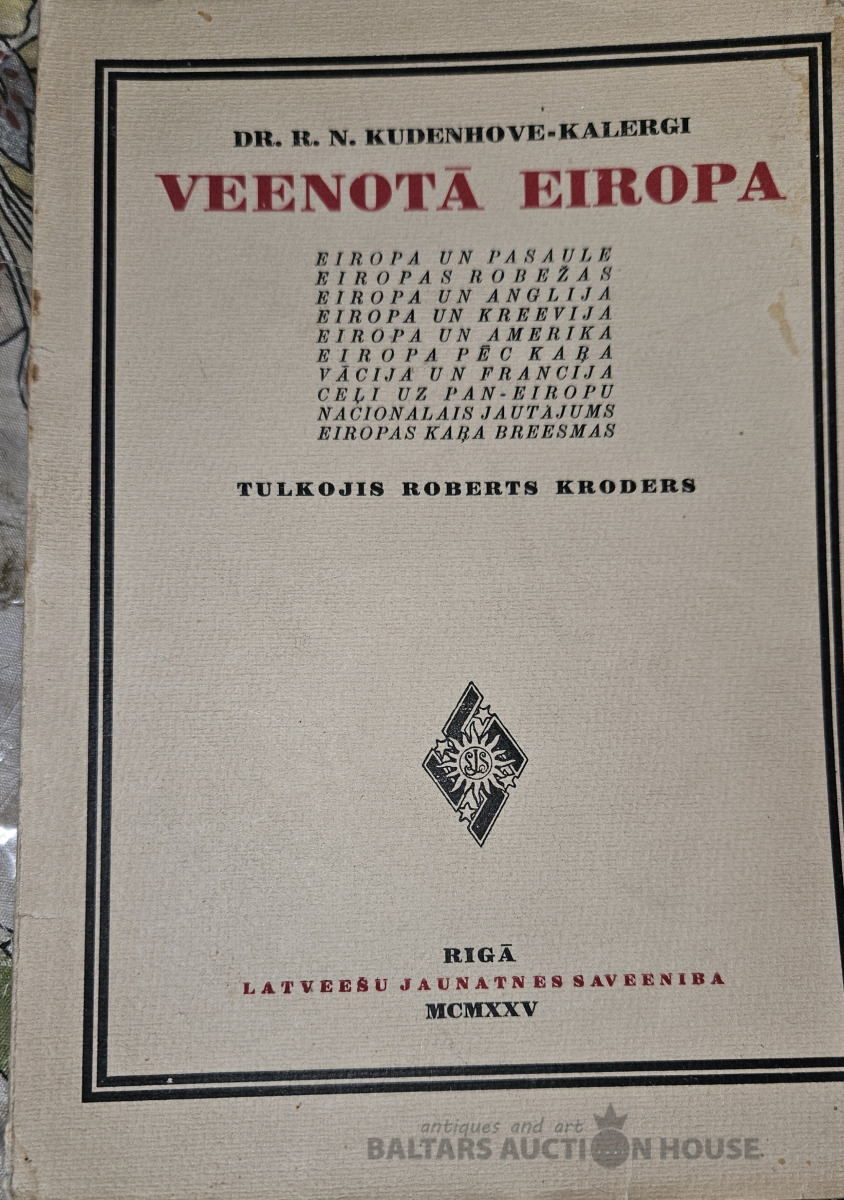 DR. R. N. KUDENHOVE-KALERGI
VEENOTĀ EIROPA
EIROPA UN PASAULE
EIROPAS ROBEŽAS
EIROPA UN ANGLIJA
EIROPA UN KREEVIJA
EIROPA UN AMERIKA
EIROPA PĒC KAŖA
VĀCIJA UN FRANCIJA
CEĻI UZ PAN-EIROPU
NACIONALAIS JAUTAJUMS
EIROPAS KAŖA BREESMAS
TULKOJIS ROBERTS KRODERS
RIGĀ
LATVEEŠU JAUNATNES SAVEENIBA
MCMXXV
antiques and art
BALTARS AUCTION HOUSE